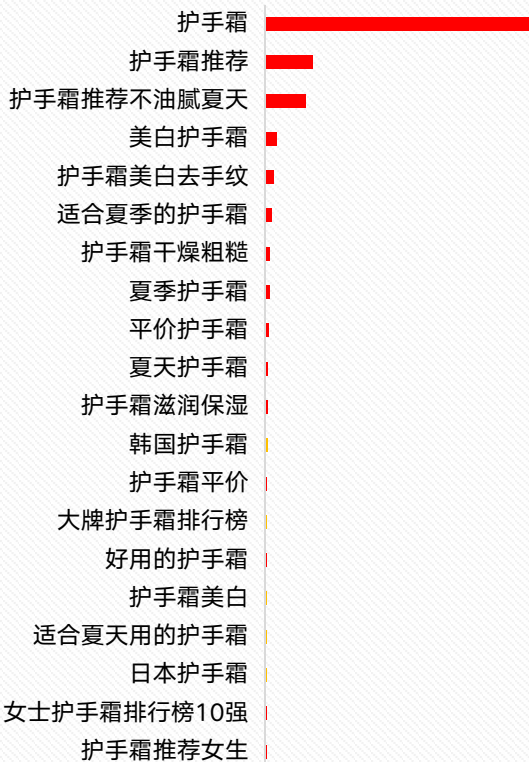 护手霜
护手霜推荐
护手霜推荐不油腻夏天
美白护手霜
护手霜美白去手纹
适合夏季的护手霜
护手霜干燥粗糙
夏季护手霜
平价护手霜
夏天护手霜
护手霜滋润保湿
韩国护手霜
护手霜平价
大牌护手霜排行榜
好用的护手霜
护手霜美白
适合夏天用的护手霜
日本护手霜
女士护手霜排行榜10强
护手霜推荐女生